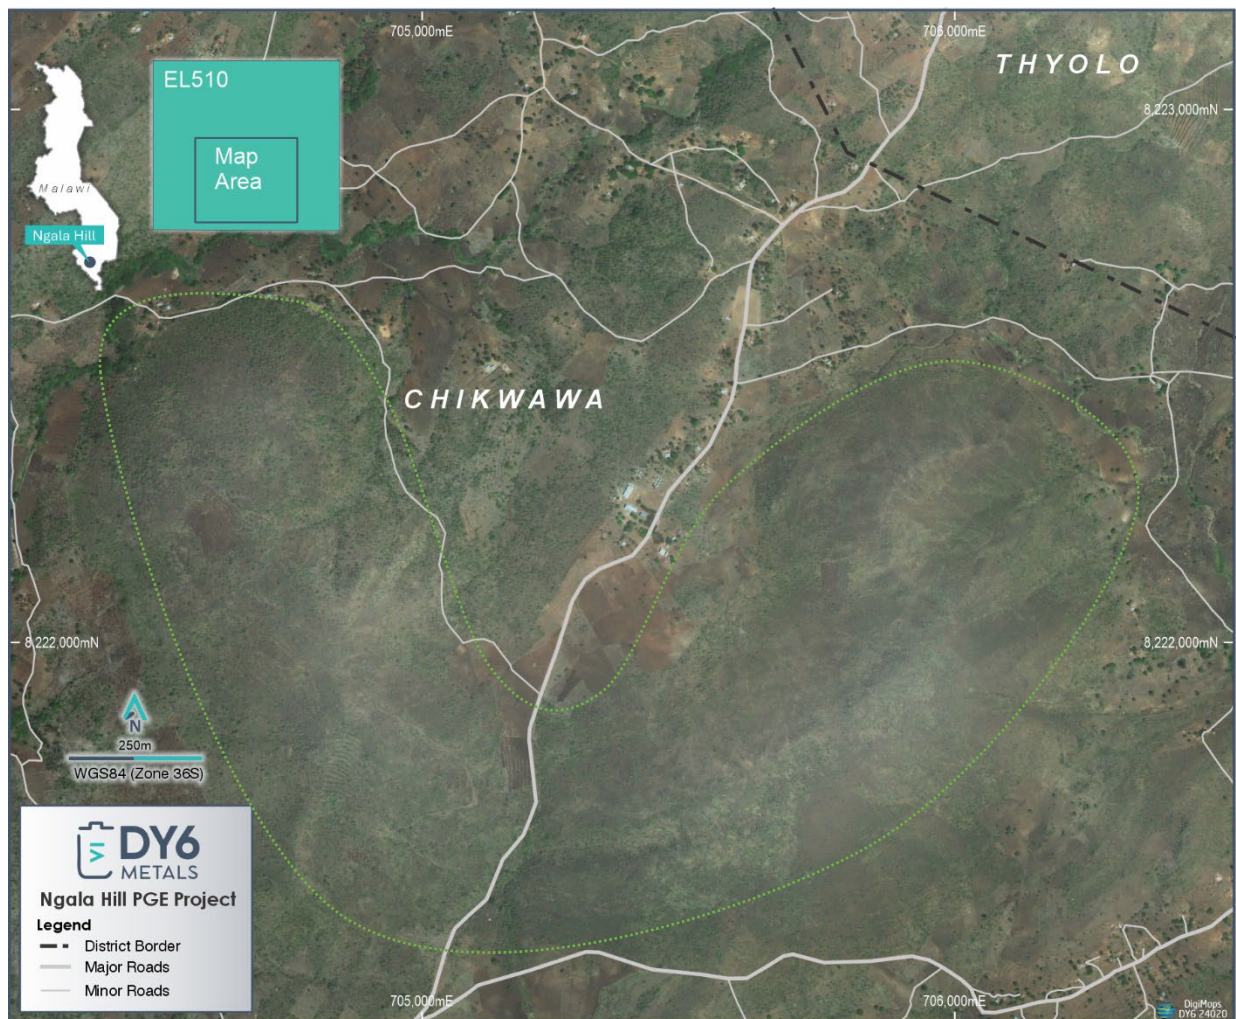 705,000mE
706,000mE
THYOLO
EL510
8,223,000mN
Map
Area
Malawi
Ngala Hill
CHIKWAWA
8,222,000mN
8,222,000mN
N
250m
WGS84 (Zone 36S)
DY6
METALS
Ngala Hill PGE Project
Legend
District Border
Major Roads
Minor Roads
705,000mE
706,000mE
DigiMaps
DY6 24020